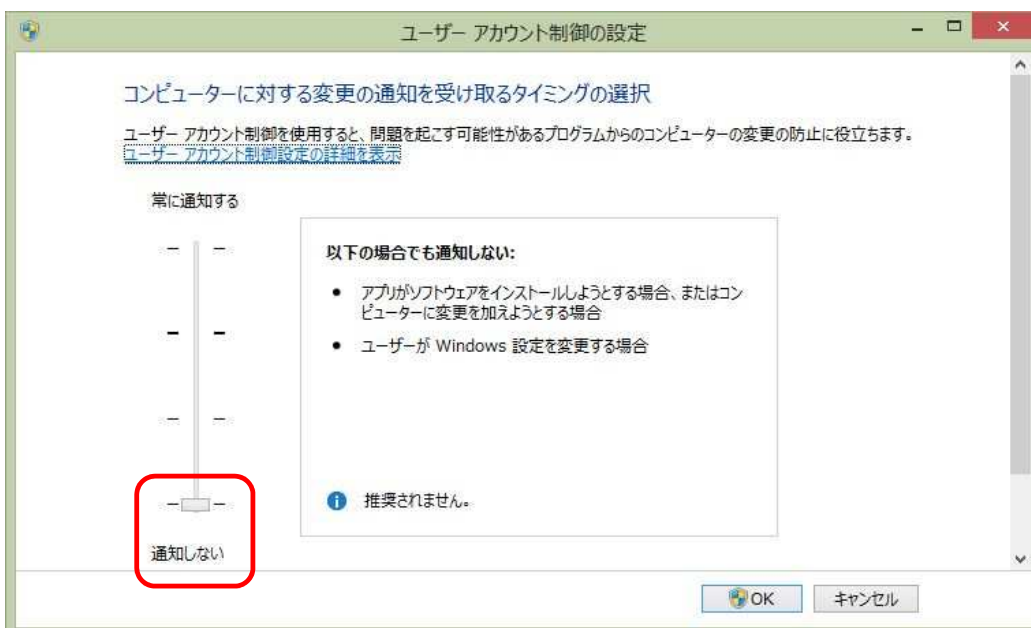 ユーザー アカウント制御の設定
コンピューターに対する変更の通知を受け取るタイミングの選択
ユーザー アカウント制御を使用すると、問題を起こす可能性があるプログラムからのコンピューターの変更の防止に役立ちます。
ユーザー アカウント制御設定の詳細を表示
常に通知する
以下の場合でも通知しない:
● アプリがソフトウェアをインストールしようとする場合、またはコン
ピューターに変更を加えようとする場合
● ユーザーが Windows 設定を変更する場合
推奨されません。
通知しない
OK
キャンセル